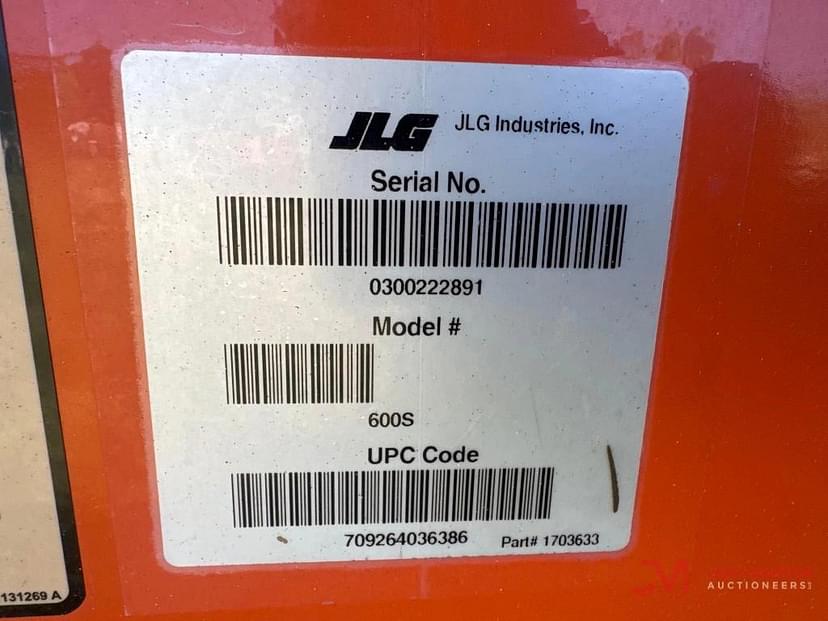 JLG JLG Industries, Inc.
Serial No.
0300222891
Model #
600S
UPC Code
709264036386 Part# 1703633
131269 A
AUCTIONEERS